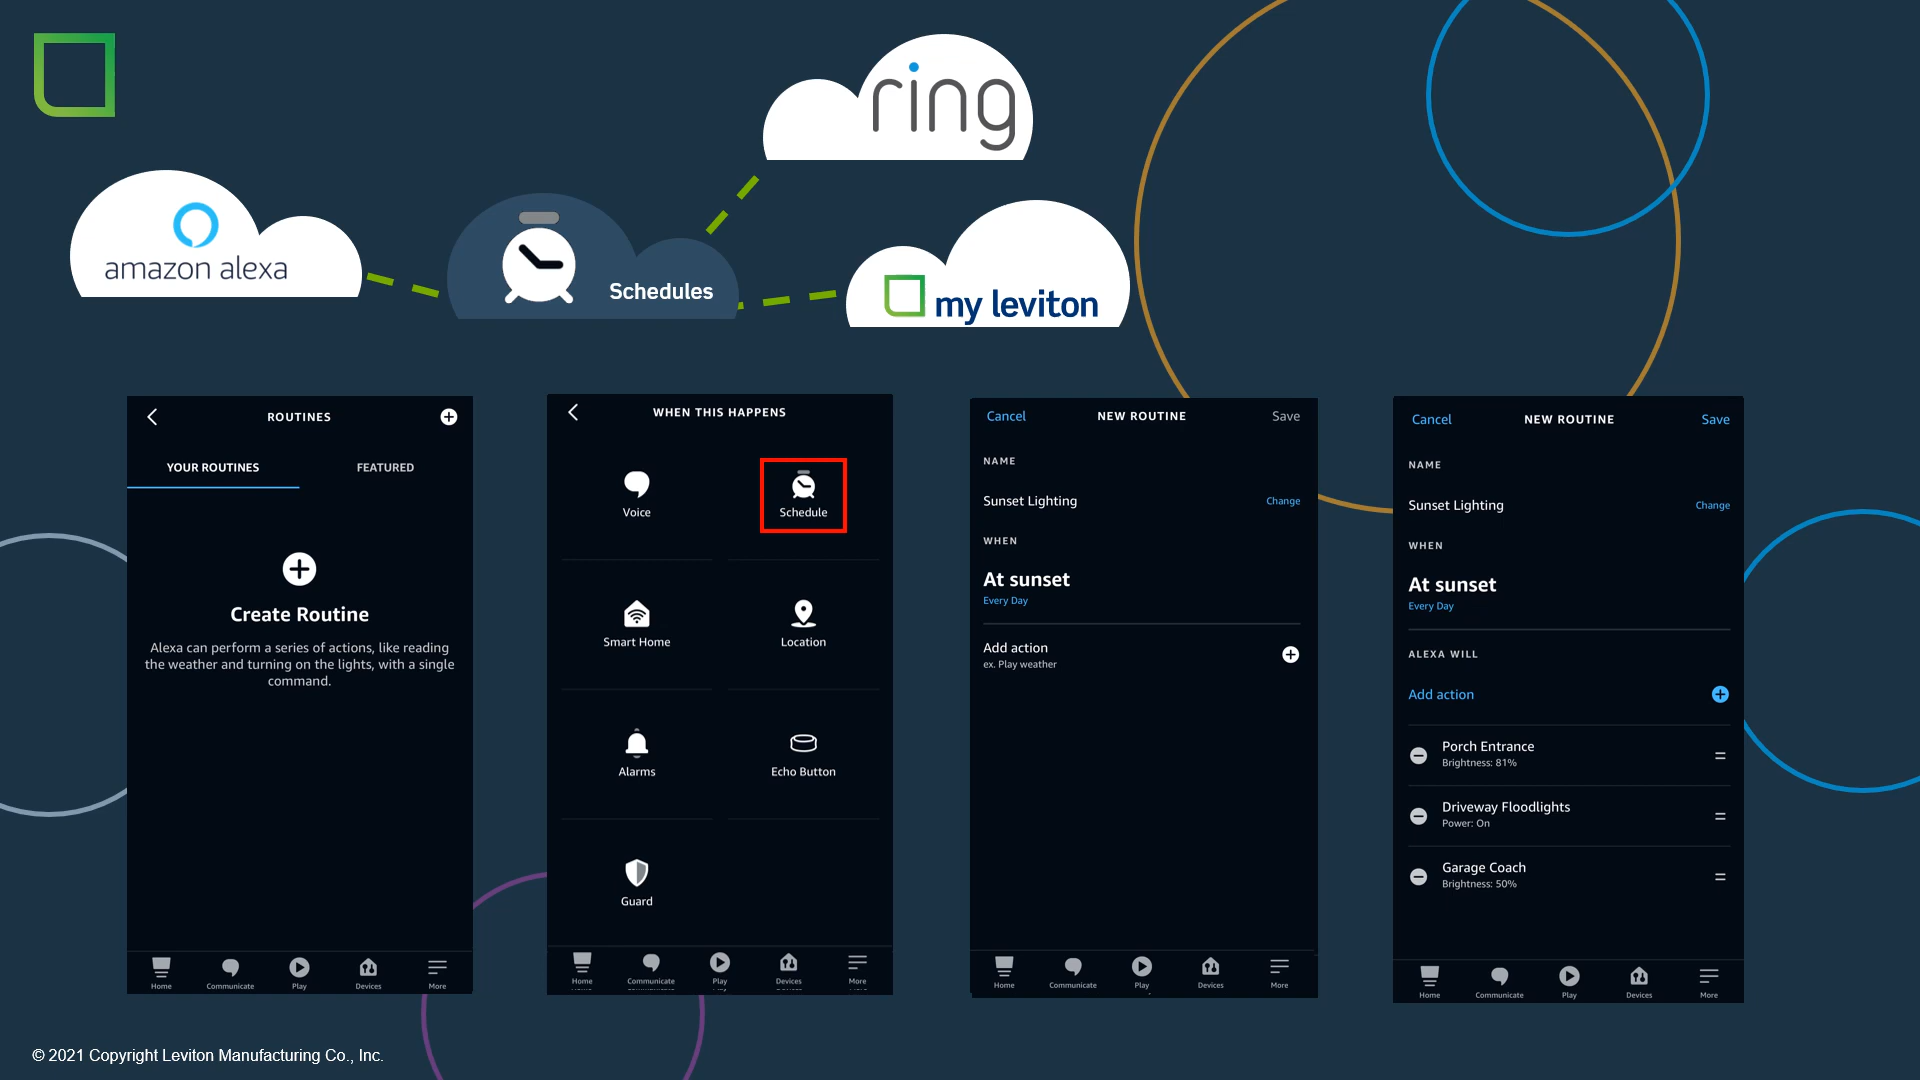 ring
amazon alexa
Schedules
my leviton
ROUTINES
YOUR ROUTINES
FEATURED
Create Routine
Alexa can perform a series of actions, like reading
the weather and turning on the lights, with a single
command.
Home
Communicate
Play
Devices
More
WHEN THIS HAPPENS
Voice
Schedule
Smart Home
Location
Alarms
Echo Button
Guard
Home
Communicate
Play
Devices
More
Cancel
NEW ROUTINE
Save
NAME
Sunset Lighting
Change
WHEN
At sunset
Every Day
Add action
ex. Play weather
Home
Communicate
Play
Devices
More
Cancel
NEW ROUTINE
Save
NAME
Sunset Lighting
Change
WHEN
At sunset
Every Day
ALEXA WILL
Add action
Porch Entrance
Brightness: 81%
Driveway Floodlights
Power: On
Garage Coach
Brightness: 50%
Home
Communicate
Play
Devices
More
© 2021 Copyright Leviton Manufacturing Co., Inc.